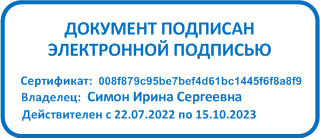 ДОКУМЕНТ ПОДПИСАН
ЭЛЕКТРОННОЙ ПОДПИСЬЮ
Сертификат: 008f879c95be7bef4d61bc1445f6f8a8f9
Владелец: Симон Ирина Сергеевна
Действителен с 22.07.2022 по 15.10.2023